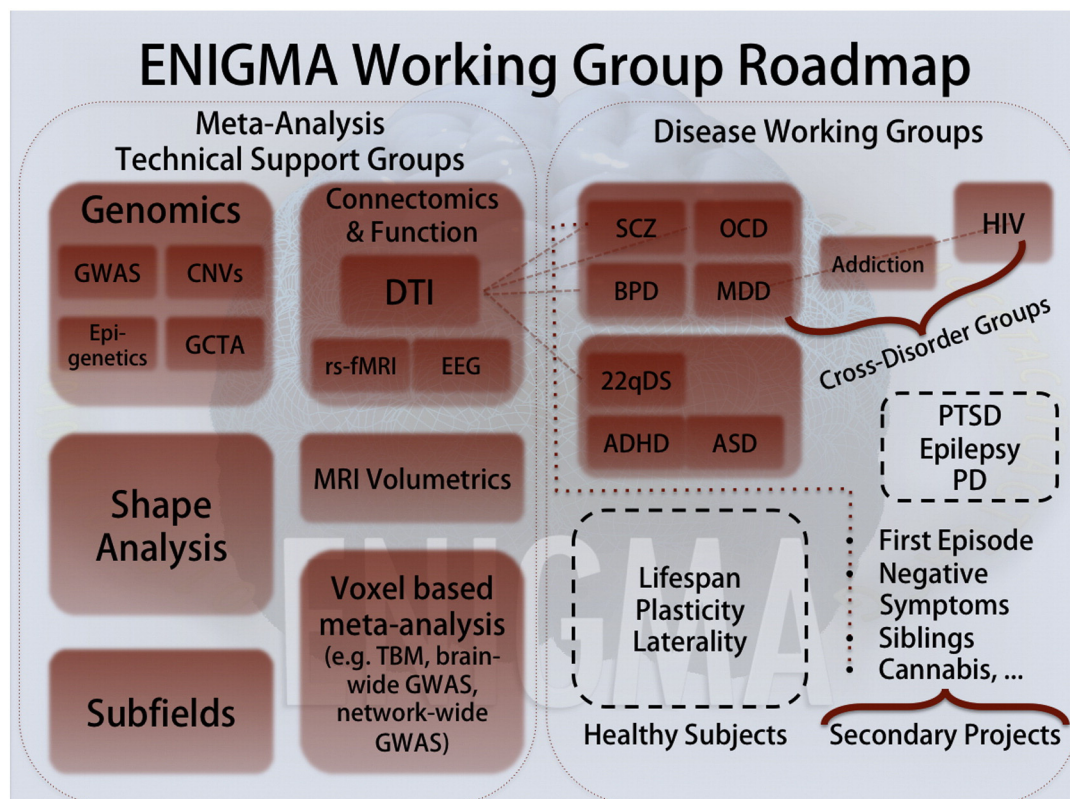 ENIGMA Working Group Roadmap
Meta-Analysis
Technical Support Groups
Genomics
GWAS
CNVs
Epi-
genetics
GCTA
Connectomics
& Function
DTI
rs-fMRI
EEG
Shape
Analysis
MRI Volumetrics
Subfields
Voxel based
meta-analysis
(e.g. TBM, brain-
wide GWAS,
network-wide
GWAS)
Disease Working Groups
SCZ
OCD
BPD
MDD
Addiction
HIV
Cross-Disorder Groups
22qDS
ADHD
ASD
PTSD
Epilepsy
PD
Lifespan
Plasticity
Laterality
Healthy Subjects
• First Episode
• Negative
Symptoms
• Siblings
• Cannabis, ...
Secondary Projects
ENIGMA